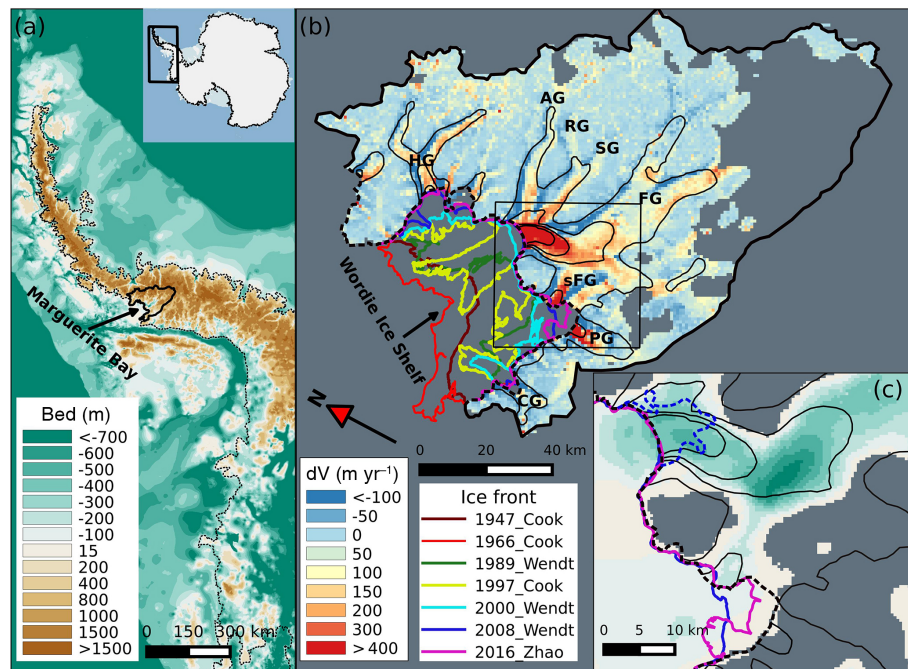 (a)
Marguerite Bay
Bed (m)
<-700
-600
-500
-400
-300
-200
-100
15
200
400
800
1000
1500
>1500
0 150 300 km
(b)
AG
RG
SG
HG
FG
sFG
PG
CG
Wordie Ice Shelf
N
0 20 40 km
dV (m yr⁻¹)
<-100
-50
0
50
100
150
200
300
>400
Ice front
1947_Cook
1966_Cook
1989_Wendt
1997_Cook
2000_Wendt
2008_Wendt
2016_Zhao
(c)
0 5 10 km